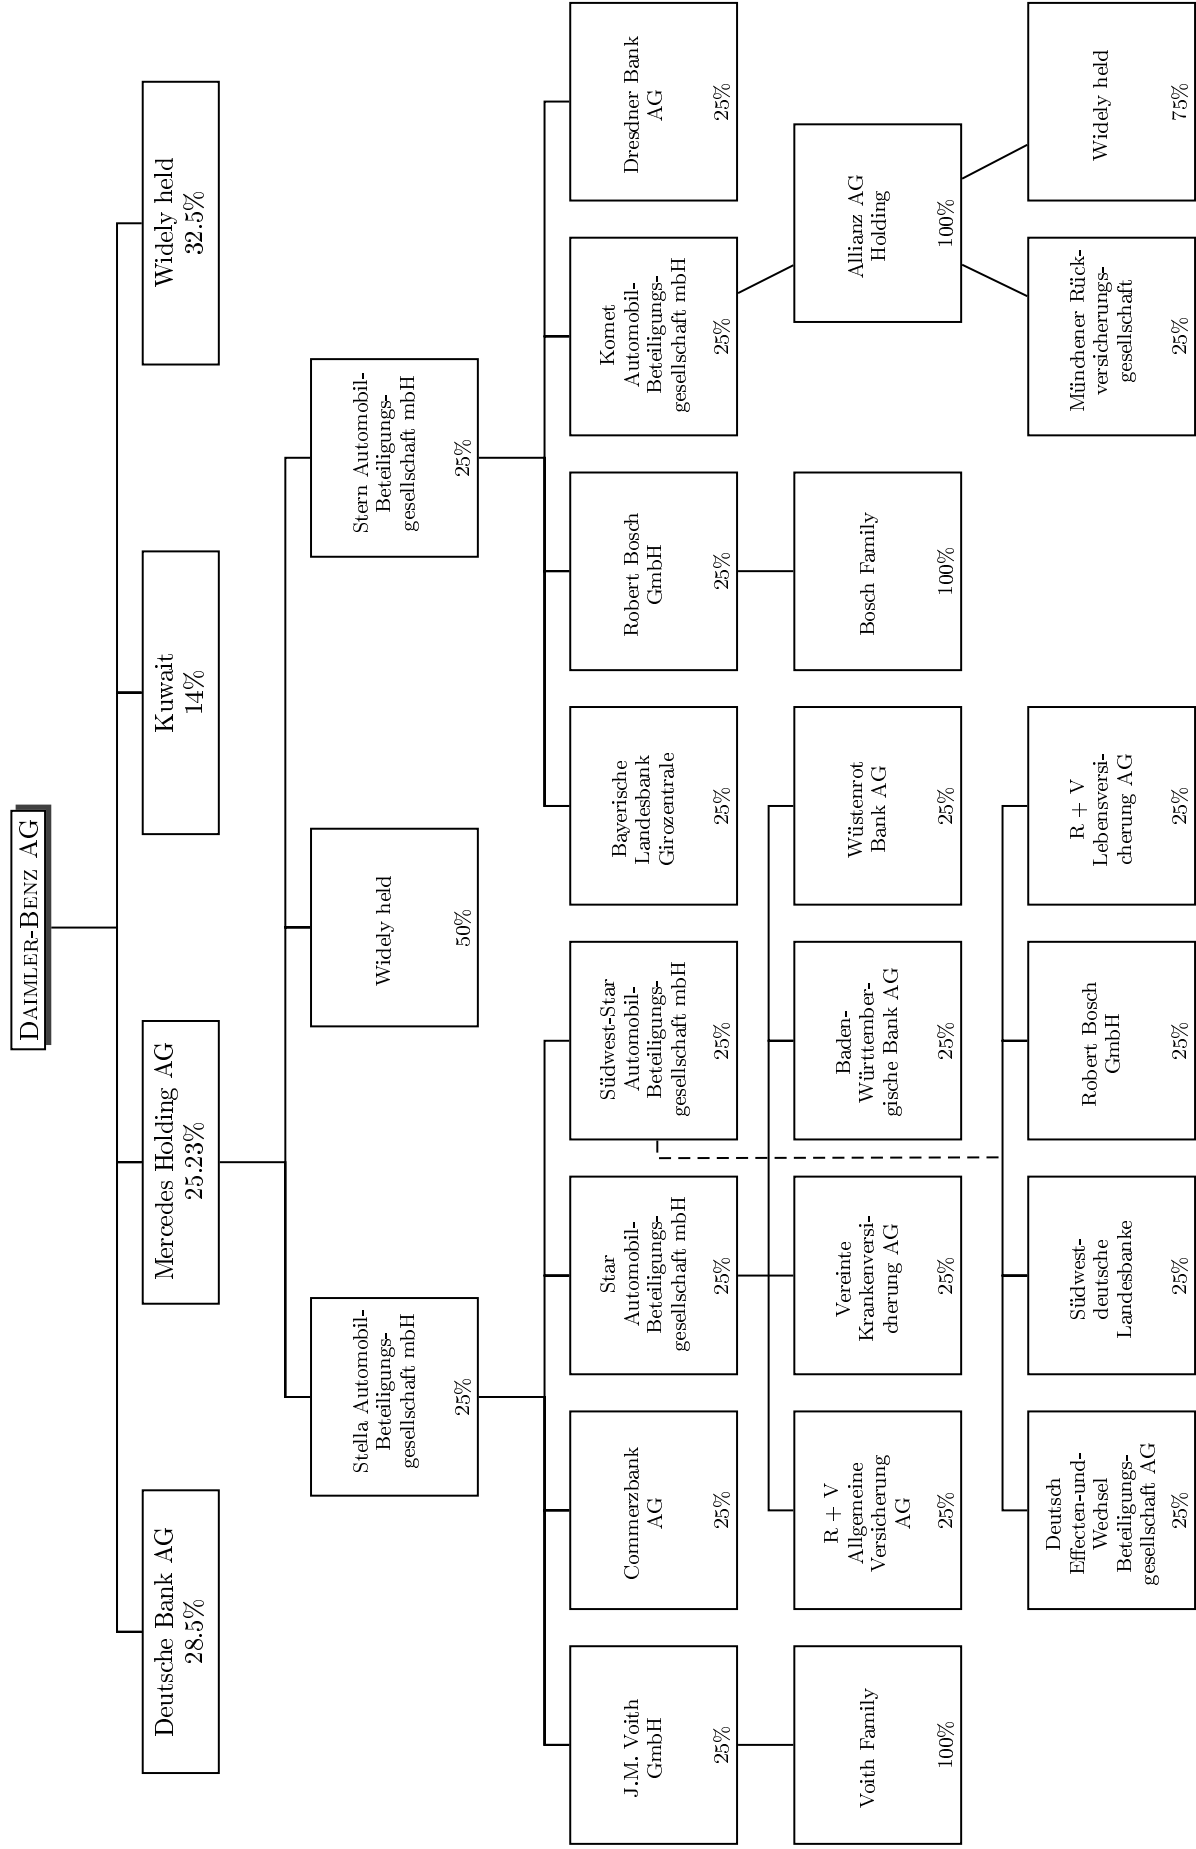 DAIMLER-BENZ AG
Deutsche Bank AG
28.5%
Mercedes Holding AG
25.23%
Kuwait
14%
Widely held
32.5%
Stella Automobil-
Beteiligungs-
gesellschaft mbH
25%
Widely held
50%
Stern Automobil-
Beteiligungs-
gesellschaft mbH
25%
J.M. Voith
GmbH
25%
Commerzbank
AG
25%
Star
Automobil-
Beteiligungs-
gesellschaft mbH
25%
Südwest-Star
Automobil-
Beteiligungs-
gesellschaft mbH
25%
Bayerische
Landesbank
Girozentrale
25%
Robert Bosch
GmbH
25%
Komet
Automobil-
Beteiligungs-
gesellschaft mbH
25%
Dresdner Bank
AG
25%
Voith Family
100%
R + V
Allgemeine
Versicherung
AG
25%
Vereinte
Krankenversi-
cherung AG
25%
Baden-
Württember-
gische Bank AG
25%
Wüstenrot
Bank AG
25%
Bosch Family
100%
Allianz AG
Holding
100%
Deutsch
Effecten-und-
Wechsel
Beteiligungs-
gesellschaft AG
25%
Südwest-
deutsche
Landesbanke
25%
Robert Bosch
GmbH
25%
R + V
Lebensversi-
cherung AG
25%
Münchener Rück-
versicherungs-
gesellschaft
25%
Widely held
75%